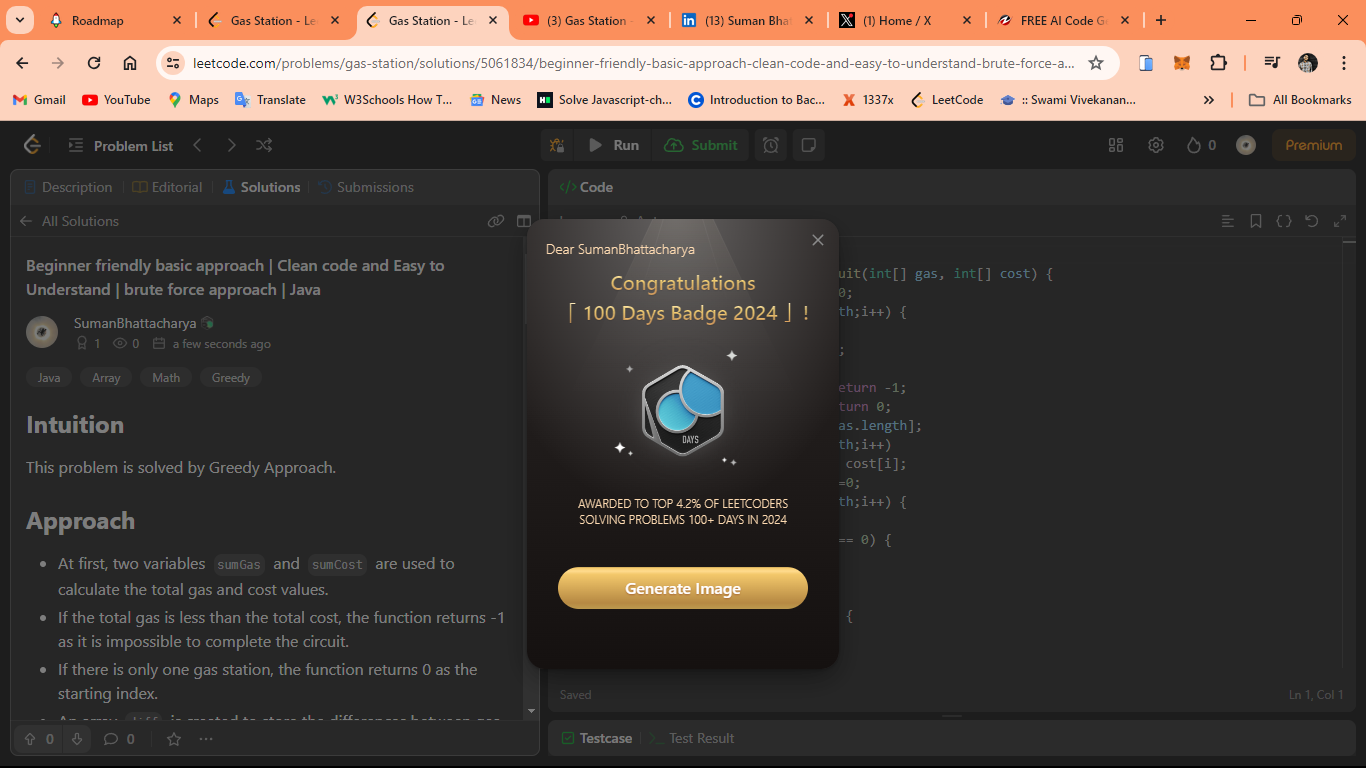 Roadmap
Gas Station - Le
Gas Station - Le
(3) Gas Station -
(13) Suman Bhat
(1) Home / X
FREE AI Code Ge
leetcode.com/problems/gas-station/solutions/5061834/beginner-friendly-basic-approach-clean-code-and-easy-to-understand-brute-force-a...
Gmail YouTube Maps Translate W3Schools How T... News Solve Javascript-ch... Introduction to Bac... 1337x LeetCode :: Swami Vivekanan... » All Bookmarks
Problem List Run Submit 0 Premium
Description Editorial Solutions Submissions
</> Code
All Solutions
Beginner friendly basic approach | Clean code and Easy to
Understand | brute force approach | Java
SumanBhattacharya
1 0 a few seconds ago
Java Array Math Greedy
Intuition
This problem is solved by Greedy Approach.
Approach
• At first, two variables sumGas and sumCost are used to
calculate the total gas and cost values.
• If the total gas is less than the total cost, the function returns -1
as it is impossible to complete the circuit.
• If there is only one gas station, the function returns 0 as the
starting index.
0 0 ...
Dear SumanBhattacharya
Congratulations
「 100 Days Badge 2024 」 !
DAYS
AWARDED TO TOP 4.2% OF LEETCODERS
SOLVING PROBLEMS 100+ DAYS IN 2024
Generate Image
uit(int[] gas, int[] cost) {
0;
th;i++) {
;
eturn -1;
turn 0;
as.length];
th;i++)
cost[i];
=0;
th;i++) {
== 0) {
{
Saved
Ln 1, Col 1
Testcase Test Result